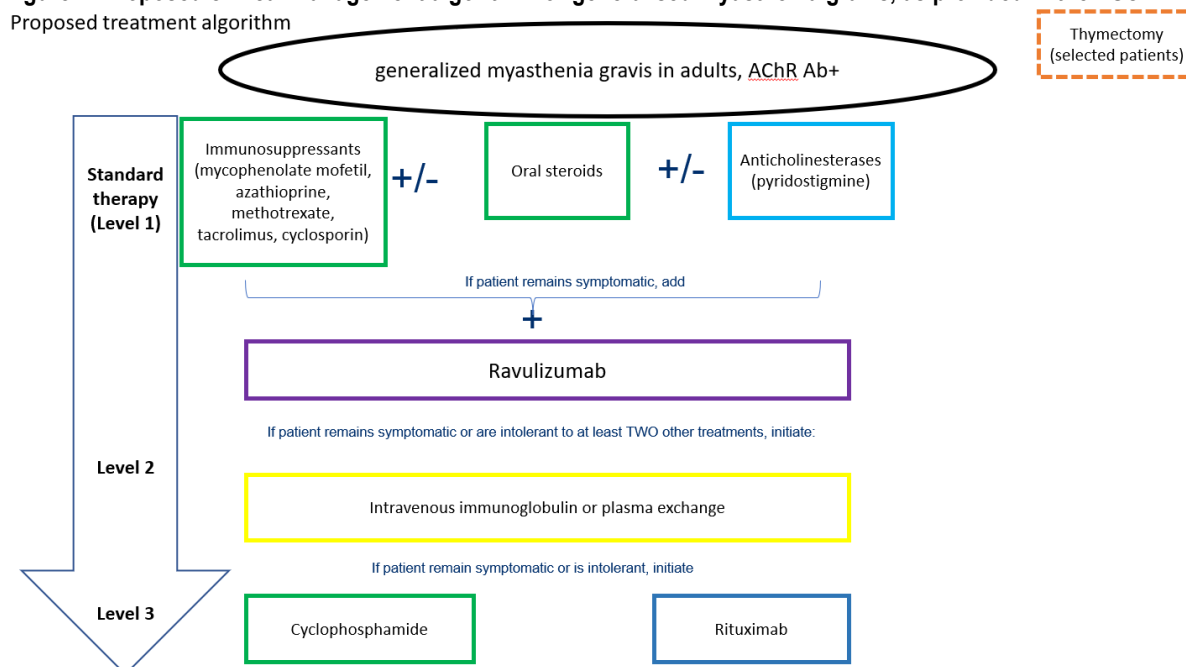 Proposed treatment algorithm
Thymectomy
(selected patients)
generalized myasthenia gravis in adults, AChR Ab+
Standard
therapy
(Level 1)
Immunosuppressants
(mycophenolate mofetil,
azathioprine,
methotrexate,
tacrolimus, cyclosporin)
+/-
Oral steroids
+/-
Anticholinesterases
(pyridostigmine)
If patient remains symptomatic, add
+
Ravulizumab
If patient remains symptomatic or are intolerant to at least TWO other treatments, initiate:
Level 2
Intravenous immunoglobulin or plasma exchange
If patient remain symptomatic or is intolerant, initiate
Level 3
Cyclophosphamide
Rituximab